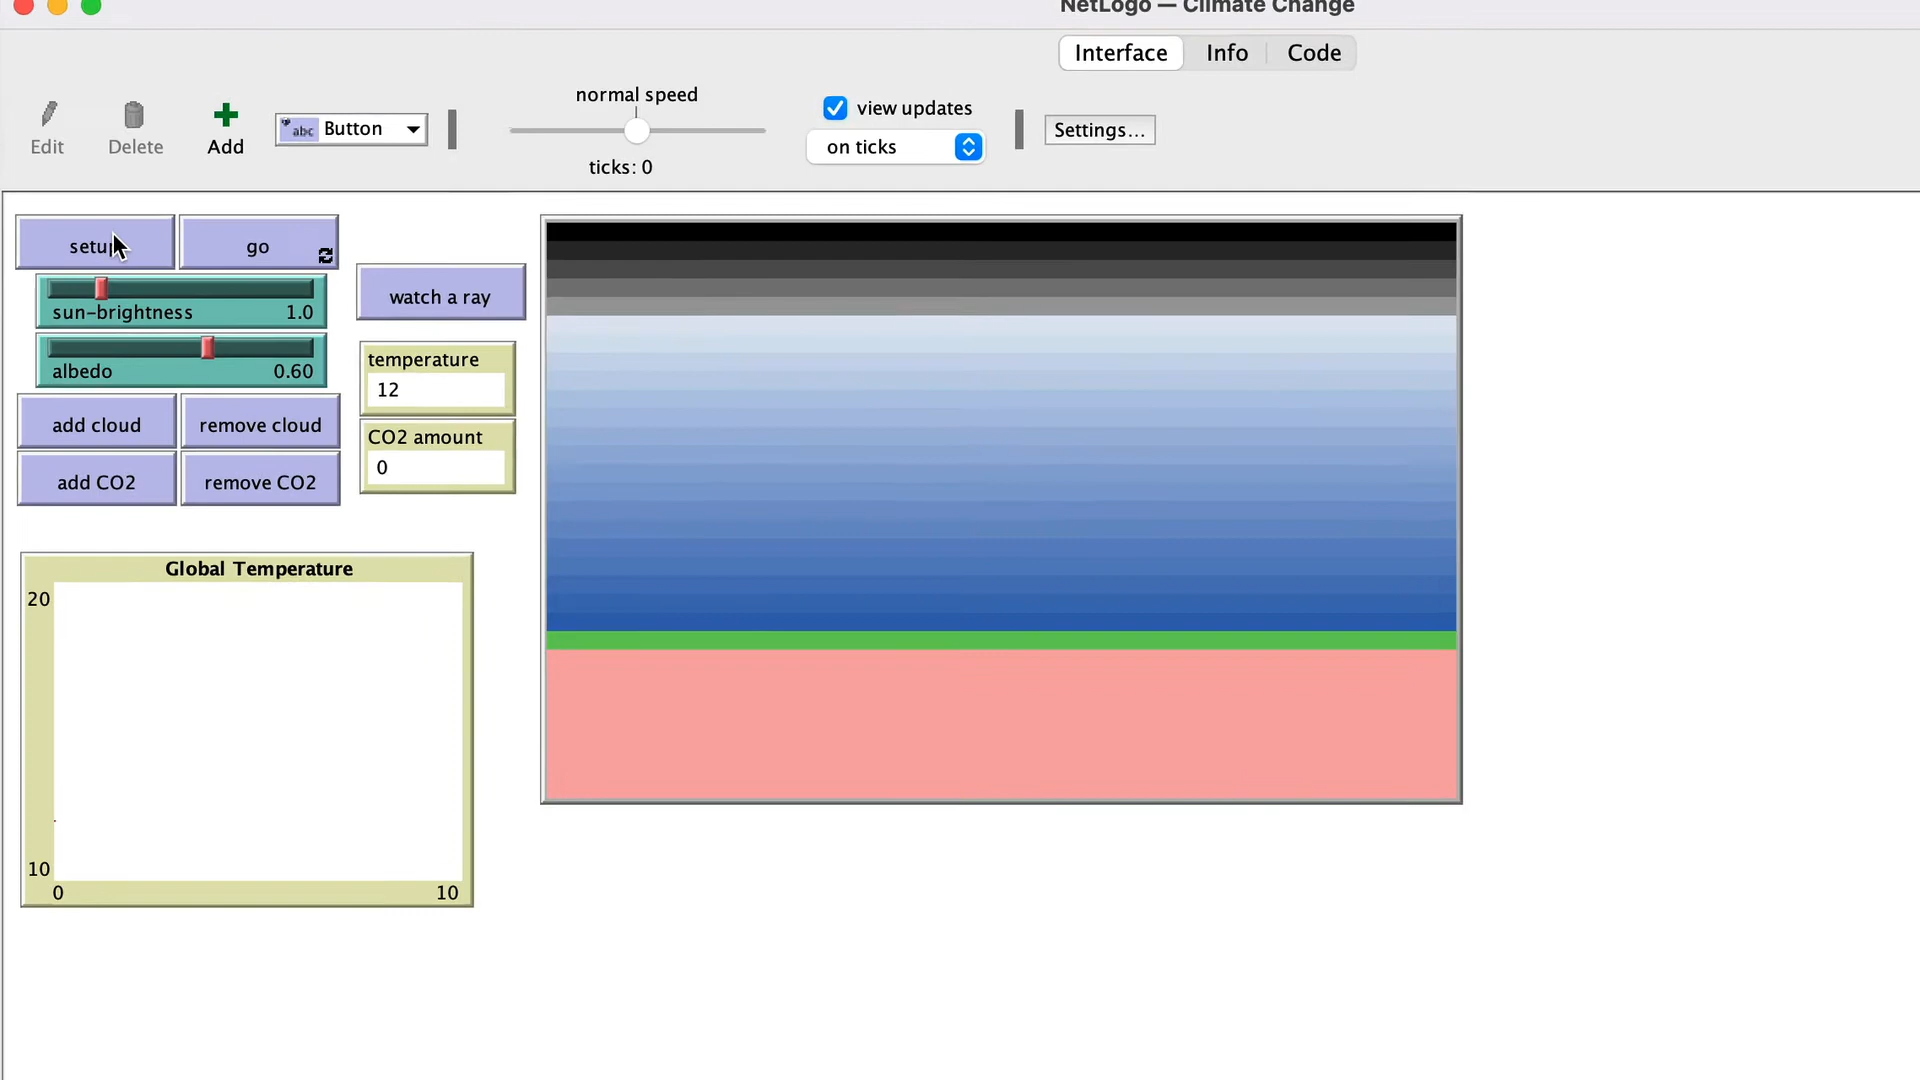 NetLogo — Climate Change
Interface Info Code
normal speed
view updates
Edit Delete Add abc Button on ticks Settings...
ticks: 0
setup go
watch a ray
sun-brightness 1.0
temperature
albedo 0.60
12
add cloud remove cloud
CO2 amount
0
add CO2 remove CO2
Global Temperature
20
10
0 10